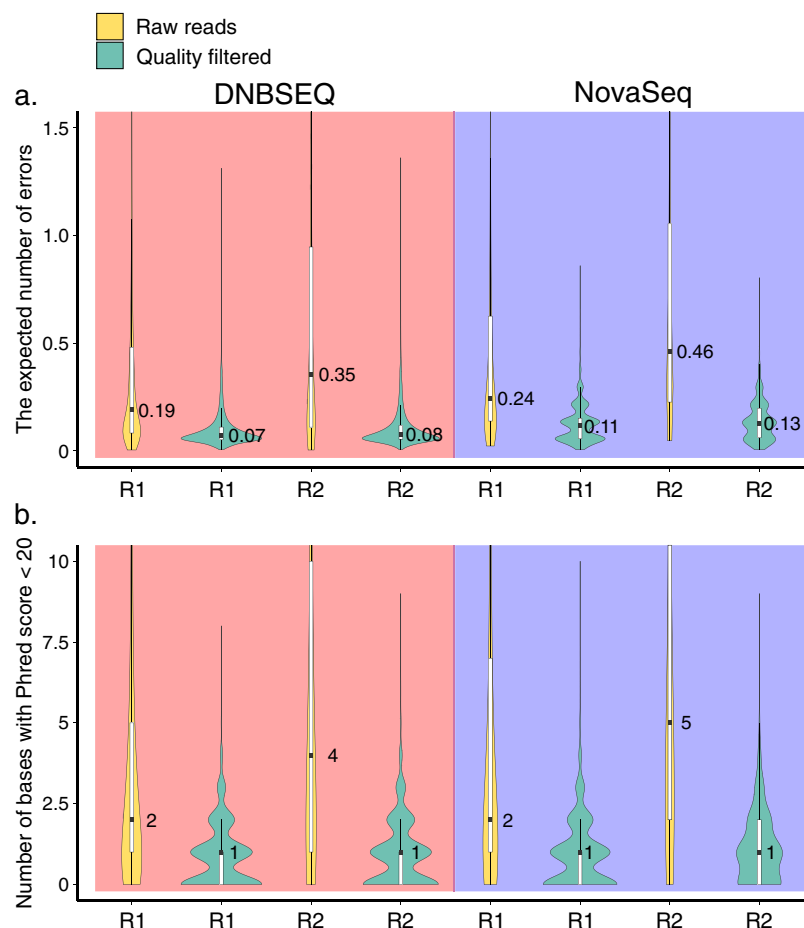 Raw reads
Quality filtered
a.
DNBSEQ NovaSeq
The expected number of errors
1.5
1.0
0.5
0
0.19
0.07
0.35
0.08
0.24
0.11
0.46
0.13
R1 R1 R2 R2 R1 R1 R2 R2
b.
Number of bases with Phred score < 20
10
7.5
5
2.5
0
2
1
4
1
2
1
5
1
R1 R1 R2 R2 R1 R1 R2 R2